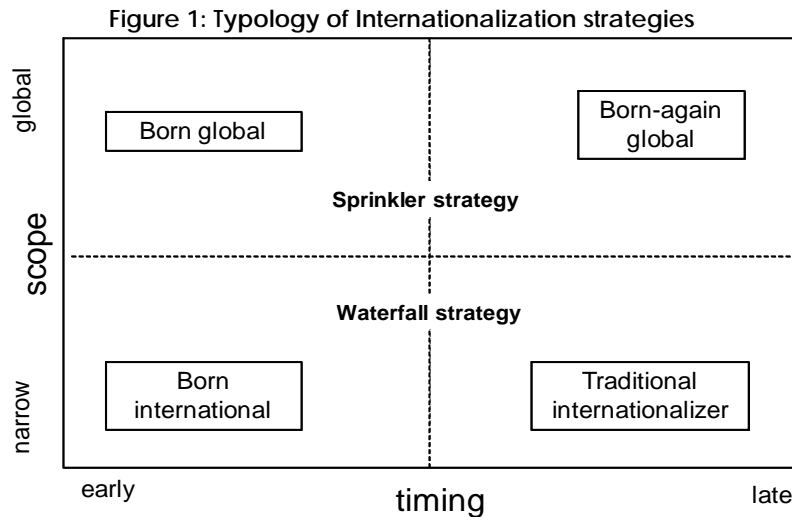 Figure 1: Typology of Internationalization strategies
global
Born global
Born-again
global
Sprinkler strategy
scope
Waterfall strategy
narrow
Born
international
Traditional
internationalizer
early
timing
late